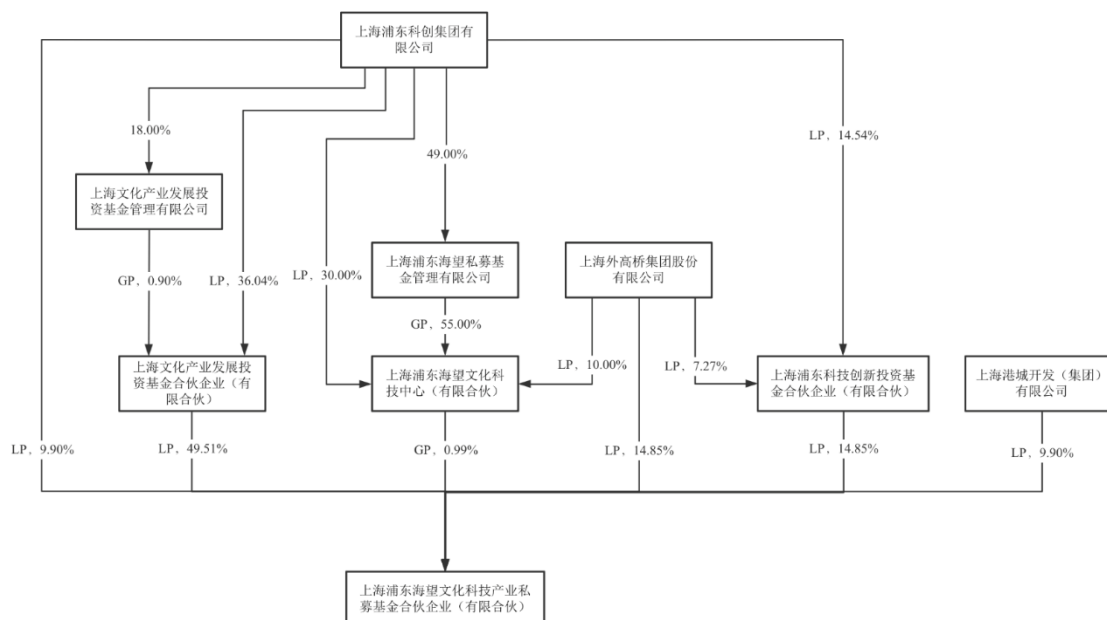 上海浦东科创集团有
限公司
18.00%
49.00%
LP，14.54%
上海文化产业发展投
资基金管理有限公司
上海浦东海望私募基
金管理有限公司
上海外高桥集团股份
有限公司
GP，0.90%
LP，36.04%
LP，30.00%
GP，55.00%
LP，10.00%
LP，7.27%
上海文化产业发展投
资基金合伙企业（有
限合伙）
上海浦东海望文化科
技中心（有限合伙）
上海浦东科技创新投资基
金合伙企业（有限合伙）
上海港城开发（集团）
有限公司
LP，9.90%
LP，49.51%
GP，0.99%
LP，14.85%
LP，14.85%
LP，9.90%
上海浦东海望文化科技产业私
募基金合伙企业（有限合伙）